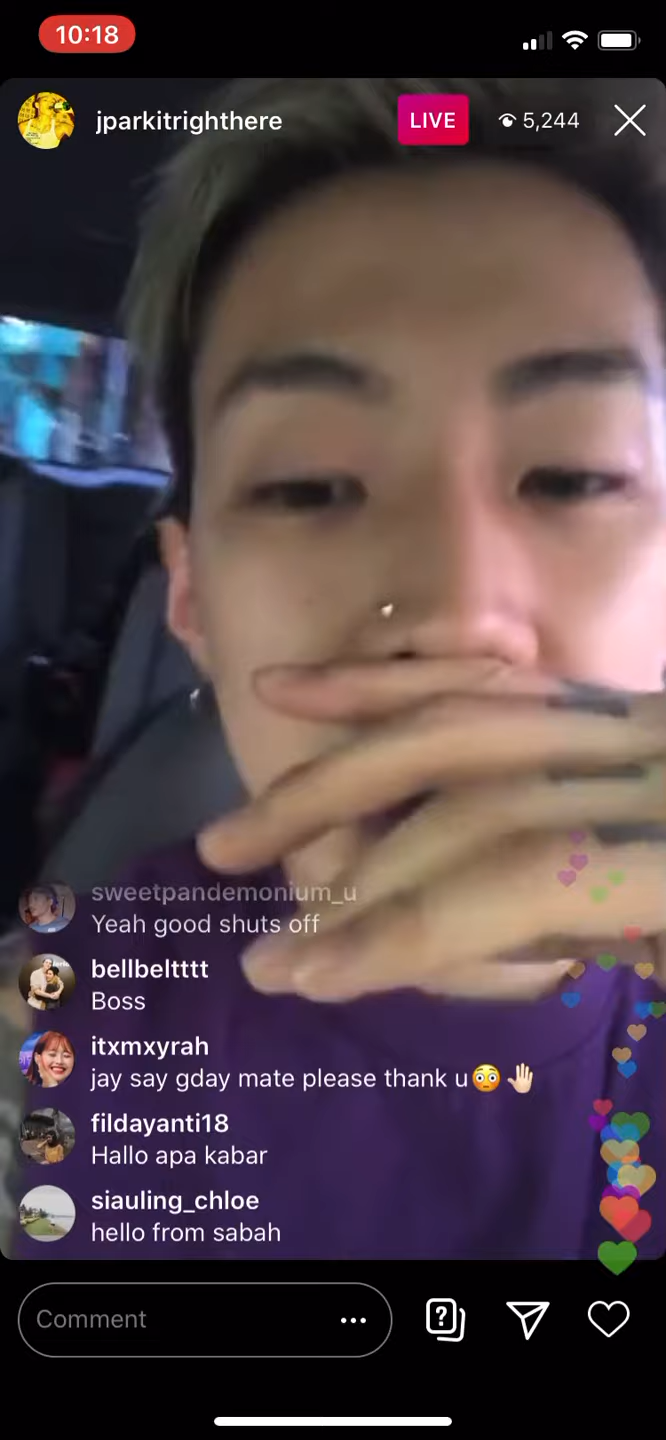 10:18
jparkitrighthere
LIVE
5,244
sweetpandemonium_u
Yeah good shuts off
bellbeltttt
Boss
itxmxyrah
jay say gday mate please thank u😳🤚🏻
fildayanti18
Hallo apa kabar
siauling_chloe
hello from sabah
Comment